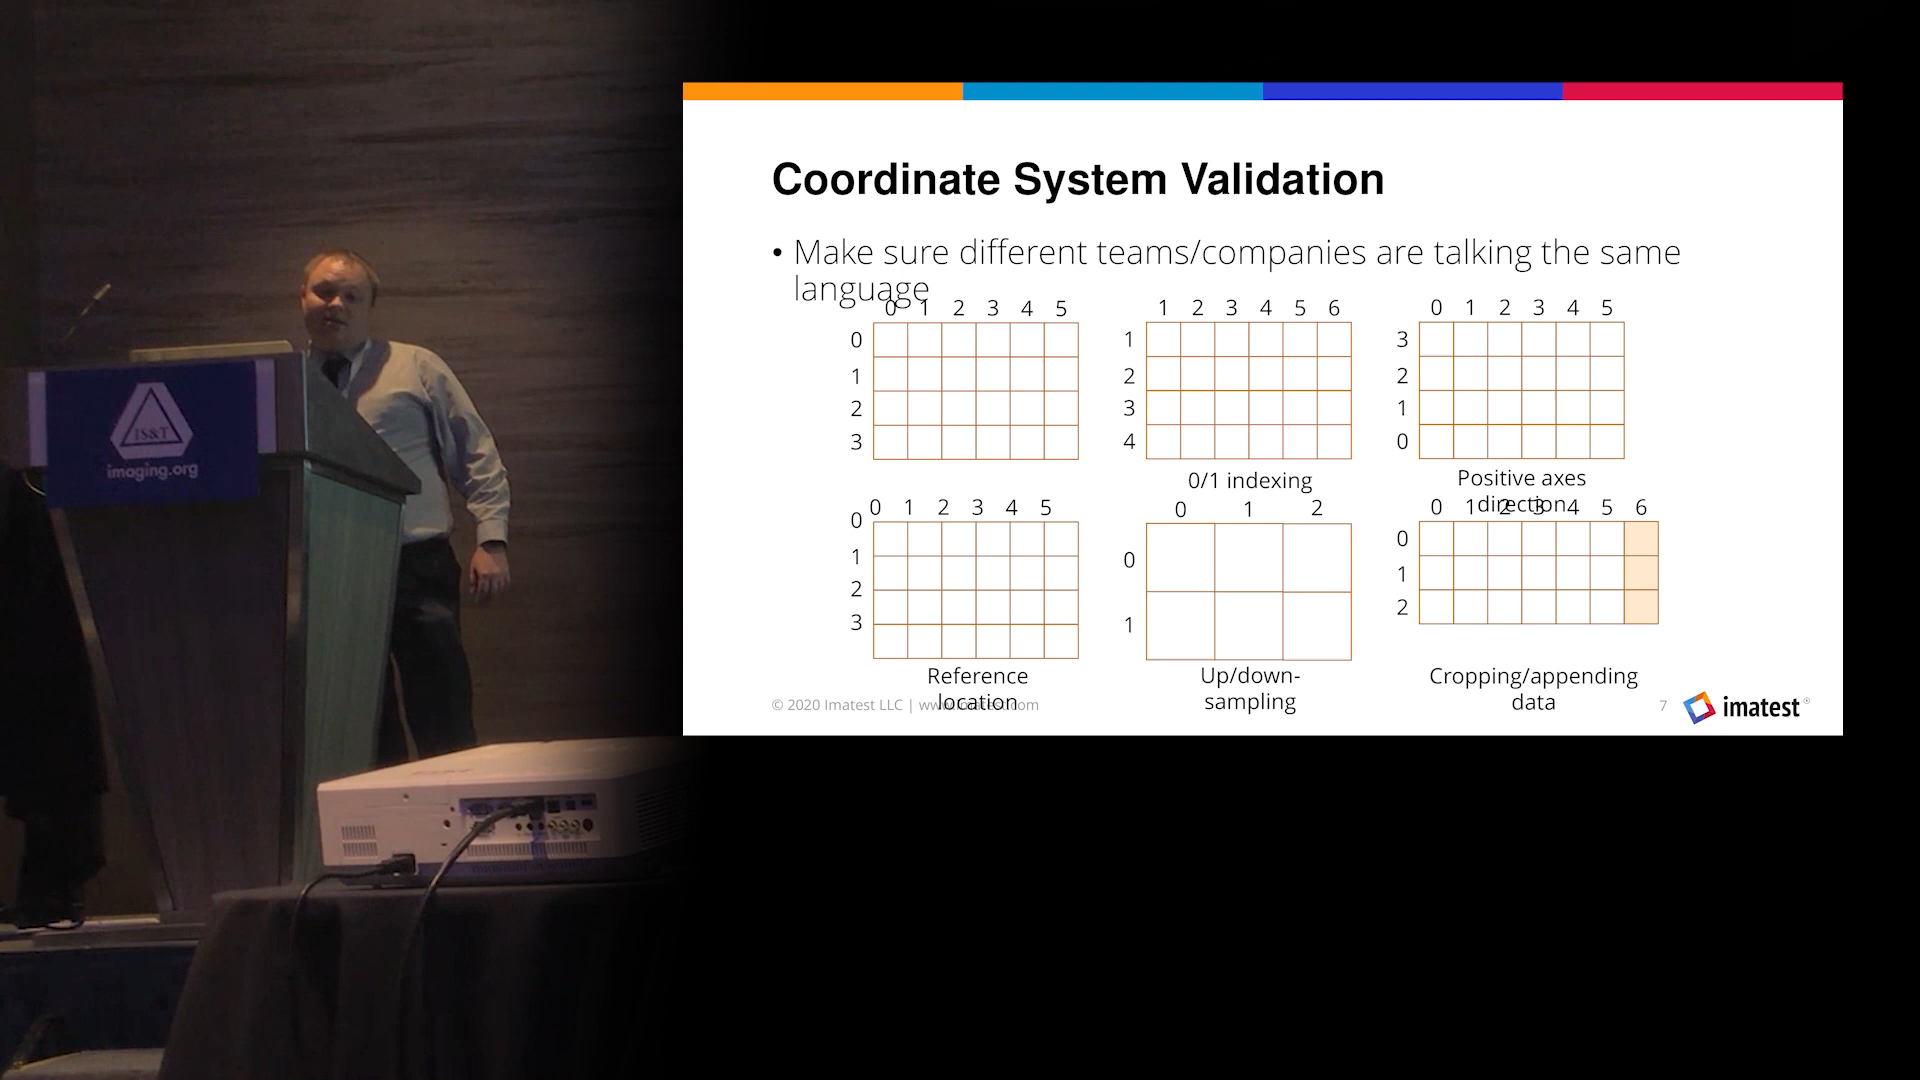 Coordinate System Validation
• Make sure different teams/companies are talking the same
language
0 1 2 3 4 5
0
1
2
3
1 2 3 4 5 6
1
2
3
4
0/1 indexing
0 1 2 3 4 5
3
2
1
0
Positive axes
direction
0 1 2 3 4 5
0
1
2
3
Reference
location
0 1 2
0
1
Up/down-
sampling
0 1 2 3 4 5 6
0
1
2
Cropping/appending
data
© 2020 Imatest LLC | www.imatest.com
7
imatest®
IS&T
imaging.org